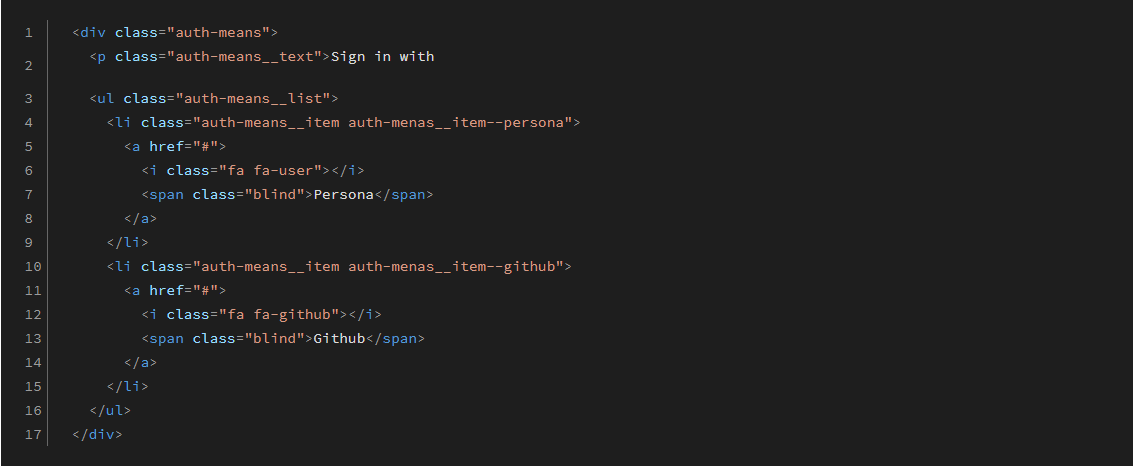 1 <div class="auth-means">
2 <p class="auth-means__text">Sign in with
3 <ul class="auth-means__list">
4 <li class="auth-means__item auth-menas__item--persona">
5 <a href="#">
6 <i class="fa fa-user"></i>
7 <span class="blind">Persona</span>
8 </a>
9 </li>
10 <li class="auth-means__item auth-menas__item--github">
11 <a href="#">
12 <i class="fa fa-github"></i>
13 <span class="blind">Github</span>
14 </a>
15 </li>
16 </ul>
17 </div>